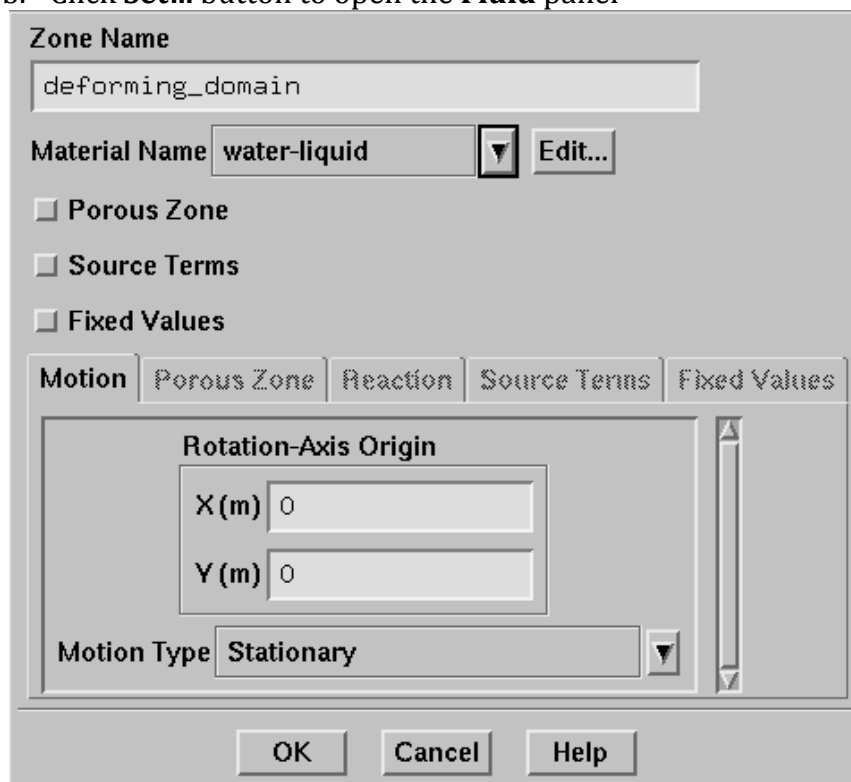 Click Set... button to open the Fluid panel
Zone Name
deforming_domain
Material Name water-liquid Edit...
Porous Zone
Source Terms
Fixed Values
Motion Porous Zone Reaction Source Terms Fixed Values
Rotation-Axis Origin
X (m) 0
Y (m) 0
Motion Type Stationary
OK Cancel Help